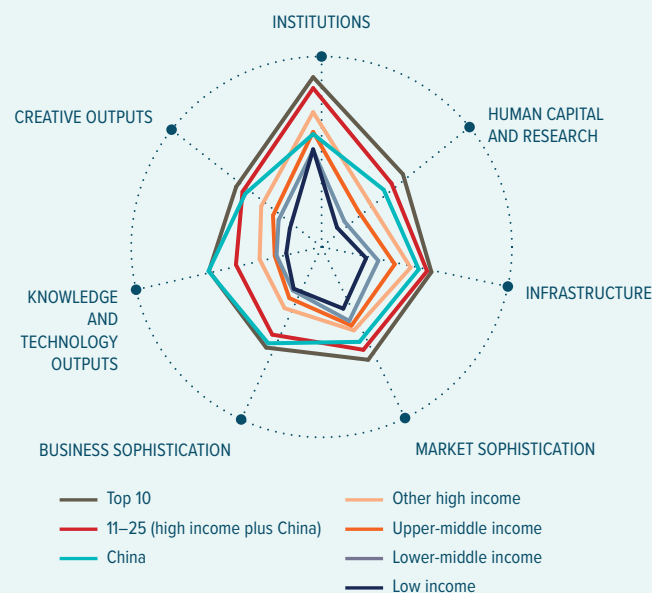 INSTITUTIONS
CREATIVE OUTPUTS
HUMAN CAPITAL
AND RESEARCH
KNOWLEDGE
AND
TECHNOLOGY
OUTPUTS
INFRASTRUCTURE
BUSINESS SOPHISTICATION
MARKET SOPHISTICATION
Top 10
11–25 (high income plus China)
China
Other high income
Upper-middle income
Lower-middle income
Low income